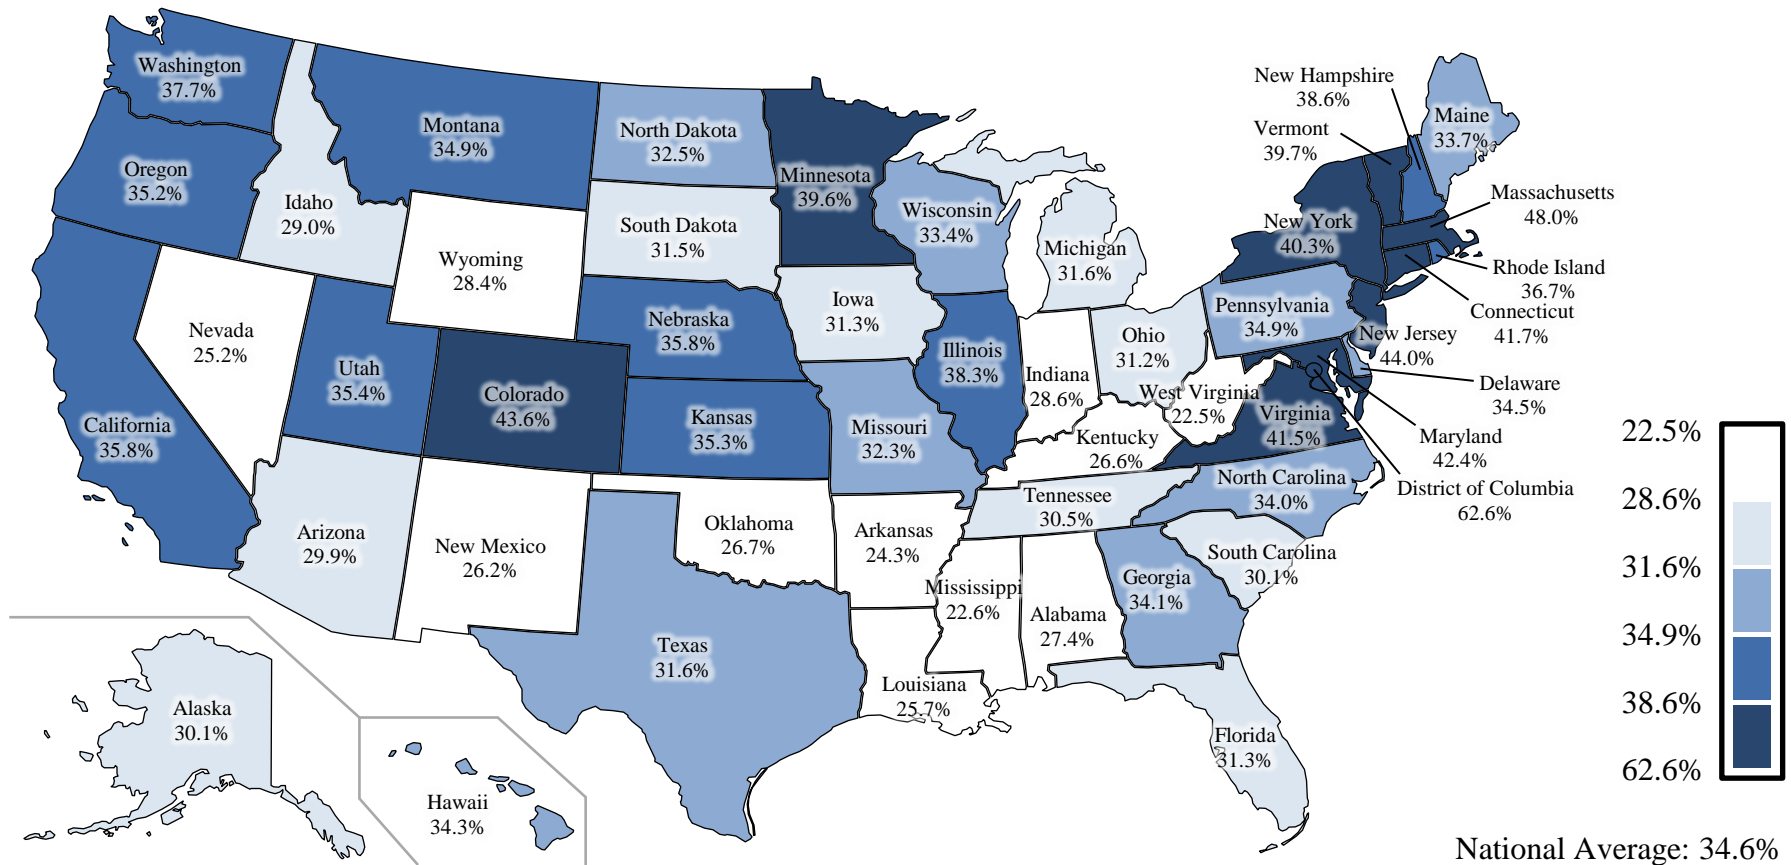 Washington
37.7%
Oregon
35.2%
California
35.8%
Idaho
29.0%
Nevada
25.2%
Montana
34.9%
Wyoming
28.4%
Utah
35.4%
Colorado
43.6%
Arizona
29.9%
New Mexico
26.2%
North Dakota
32.5%
South Dakota
31.5%
Nebraska
35.8%
Kansas
35.3%
Oklahoma
26.7%
Texas
31.6%
Minnesota
39.6%
Iowa
31.3%
Missouri
32.3%
Arkansas
24.3%
Louisiana
25.7%
Wisconsin
33.4%
Illinois
38.3%
Michigan
31.6%
Indiana
28.6%
Ohio
31.2%
Kentucky
26.6%
Tennessee
30.5%
Mississippi
22.6%
Alabama
27.4%
Georgia
34.1%
Florida
31.3%
South Carolina
30.1%
North Carolina
34.0%
Virginia
41.5%
West Virginia
22.5%
Pennsylvania
34.9%
New York
40.3%
New Hampshire
38.6%
Vermont
39.7%
Maine
33.7%
Massachusetts
48.0%
Rhode Island
36.7%
Connecticut
41.7%
New Jersey
44.0%
Delaware
34.5%
Maryland
42.4%
District of Columbia
62.6%
Alaska
30.1%
Hawaii
34.3%
22.5%
28.6%
31.6%
34.9%
38.6%
62.6%
National Average: 34.6%